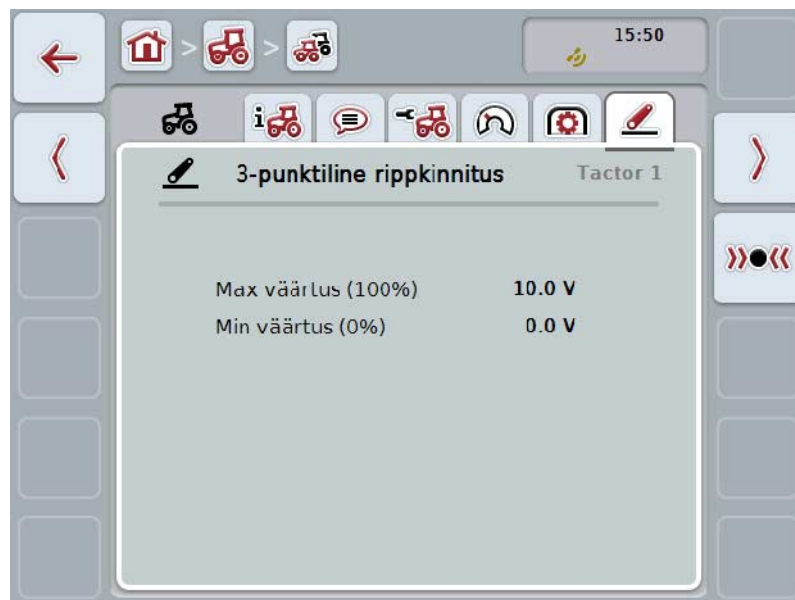 15:50
3-punktiline rippkinnitus Tactor 1
Max väärtus (100%) 10.0 V
Min väärtus (0%) 0.0 V